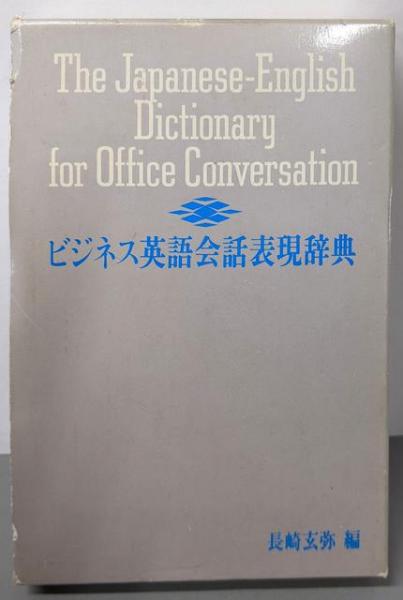 The Japanese-English
Dictionary
for Office Conversation
ビジネス英語会話表現辞典
長崎玄弥 編